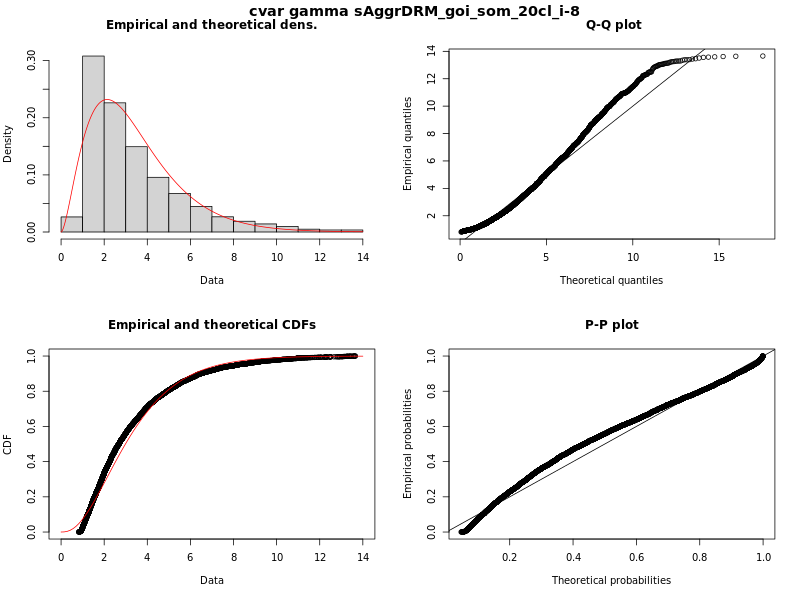 cvar gamma sAggrDRM_goi_som_20cl_i-8
Empirical and theoretical dens.
Density
0.00 0.10 0.20 0.30
0 2 4 6 8 10 12 14
Data
Q-Q plot
Empirical quantiles
2 4 6 8 10 12 14
0 5 10 15
Theoretical quantiles
Empirical and theoretical CDFs
CDF
0.0 0.2 0.4 0.6 0.8 1.0
0 2 4 6 8 10 12 14
Data
P-P plot
Empirical probabilities
0.0 0.2 0.4 0.6 0.8 1.0
0.2 0.4 0.6 0.8 1.0
Theoretical probabilities